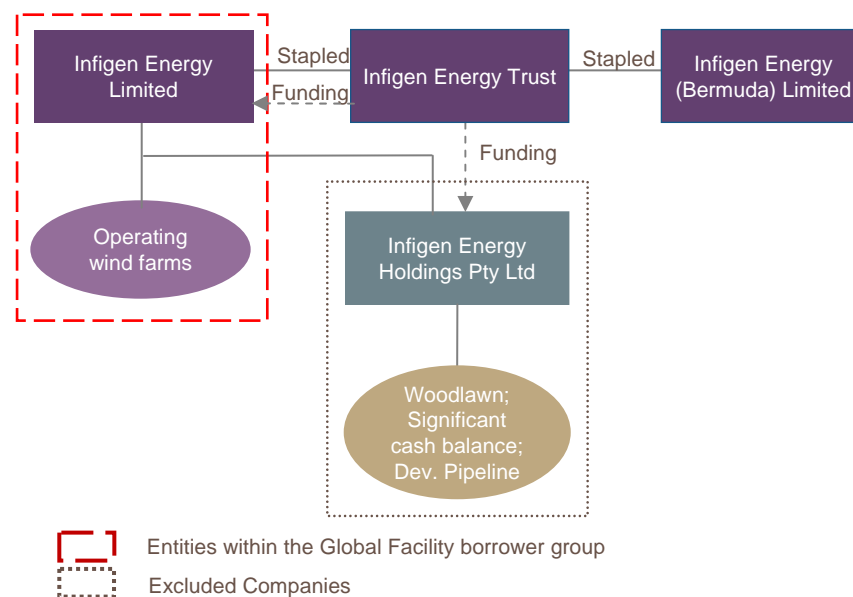 Infigen Energy
Limited
Stapled
Funding
Infigen Energy Trust
Stapled
Infigen Energy
(Bermuda) Limited
Funding
Operating
wind farms
Infigen Energy
Holdings Pty Ltd
Woodlawn;
Significant
cash balance;
Dev. Pipeline
Entities within the Global Facility borrower group
Excluded Companies